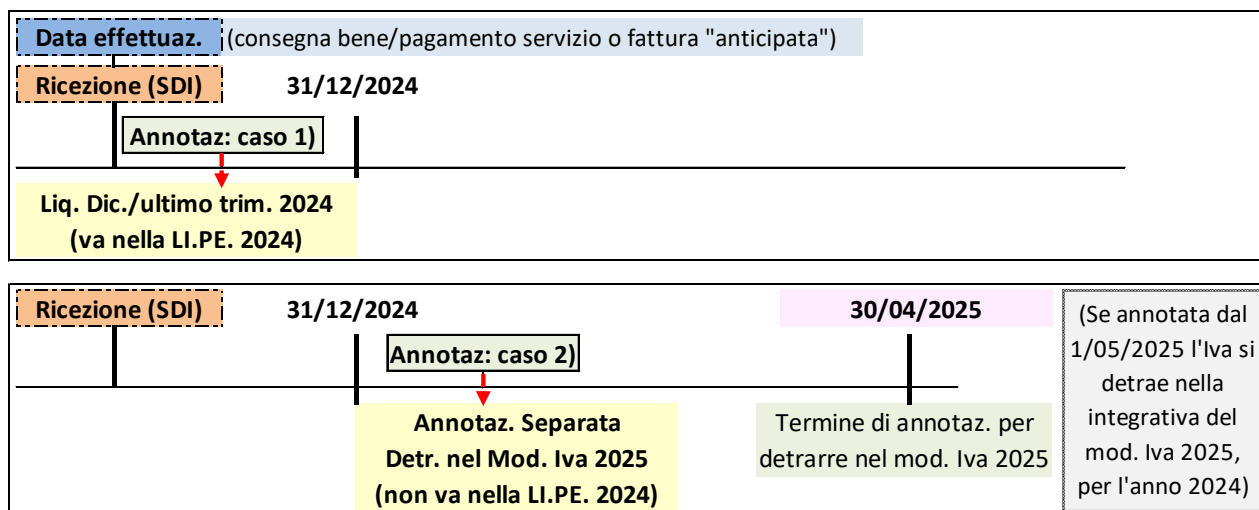 Data effettuaz. (consegna bene/pagamento servizio o fattura "anticipata")
Ricezione (SDI) 31/12/2024
Annotaz: caso 1)
Liq. Dic./ultimo trim. 2024
(va nella LI.PE. 2024)
Ricezione (SDI) 31/12/2024 30/04/2025
Annotaz: caso 2)
Annotaz. Separata
Detr. nel Mod. Iva 2025
(non va nella LI.PE. 2024)
Termine di annotaz. per
detrarre nel mod. Iva 2025
(Se annotata dal
1/05/2025 l'Iva si
detrae nella
integrativa del
mod. Iva 2025,
per l'anno 2024)